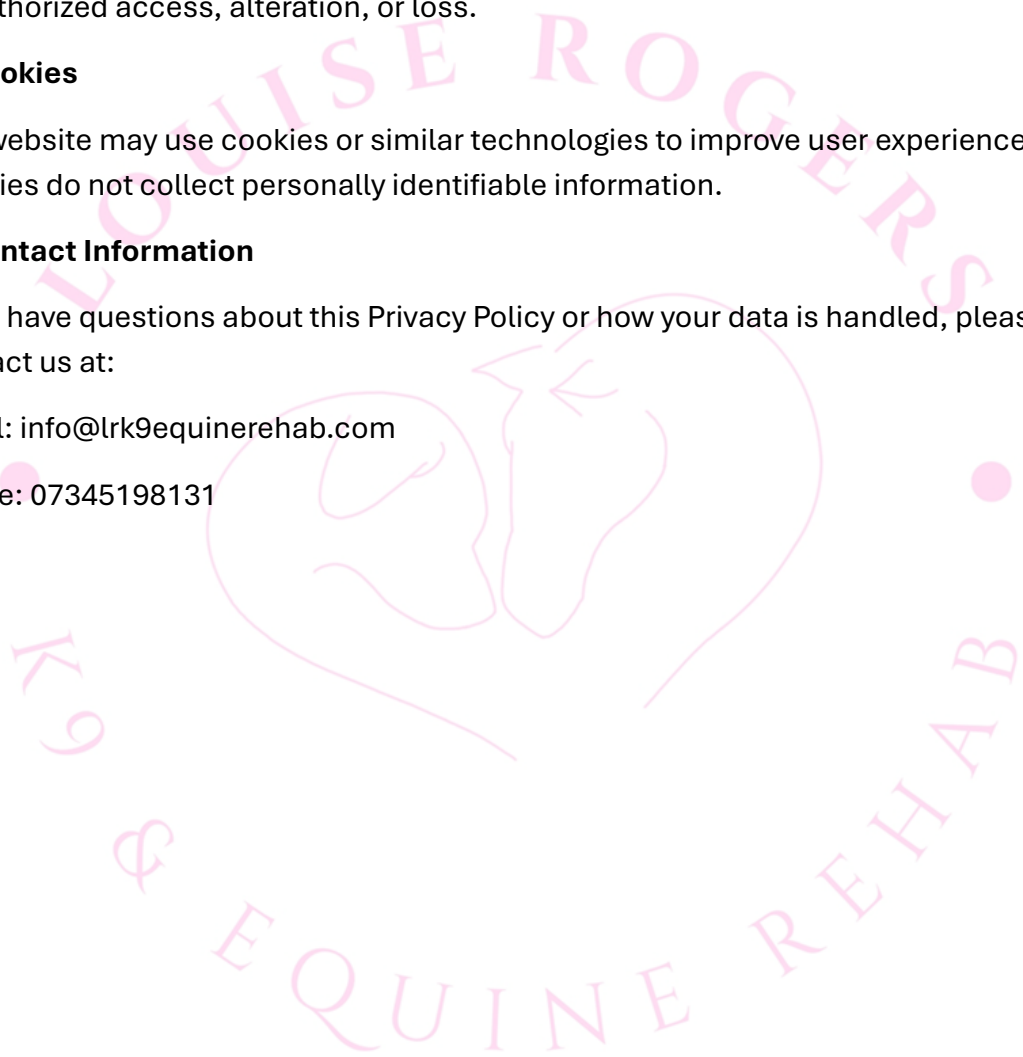 thorized access, alteration, or loss.
okies
website may use cookies or similar technologies to improve user experience
ies do not collect personally identifiable information.
ntact Information
have questions about this Privacy Policy or how your data is handled, pleas
act us at:
l: info@lrk9equinerehab.com
e: 07345198131
LOUISE ROGERS
K9 & EQUINE REHAB